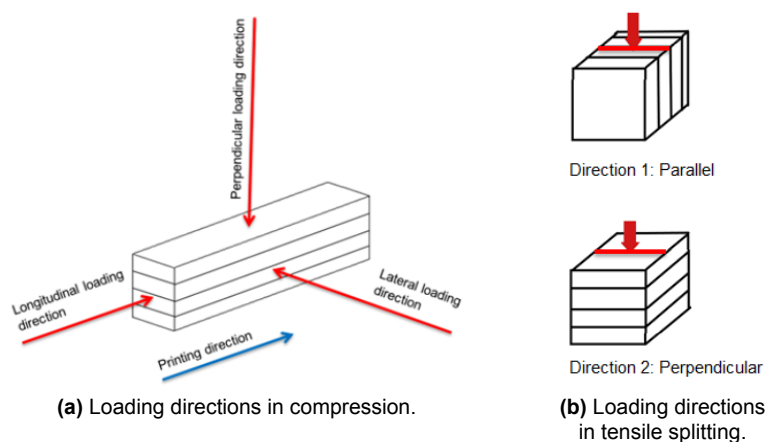 Perpendicular loading direction
Longitudinal loading
direction
Lateral loading
direction
Printing direction
(a) Loading directions in compression.
Direction 1: Parallel
Direction 2: Perpendicular
(b) Loading directions
in tensile splitting.